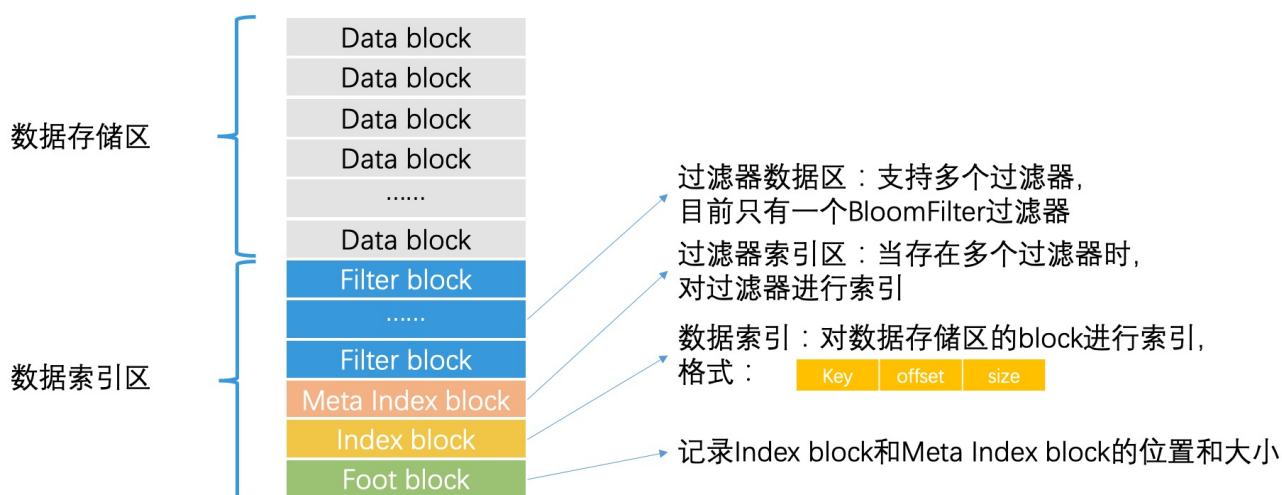 数据存储区
Data block
Data block
Data block
Data block
……
Data block
数据索引区
Filter block
……
Filter block
Meta Index block
Index block
Foot block
过滤器数据区：支持多个过滤器，
目前只有一个BloomFilter过滤器
过滤器索引区：当存在多个过滤器时，
对过滤器进行索引
数据索引：对数据存储区的block进行索引，
格式： Key offset size
记录Index block和Meta Index block的位置和大小